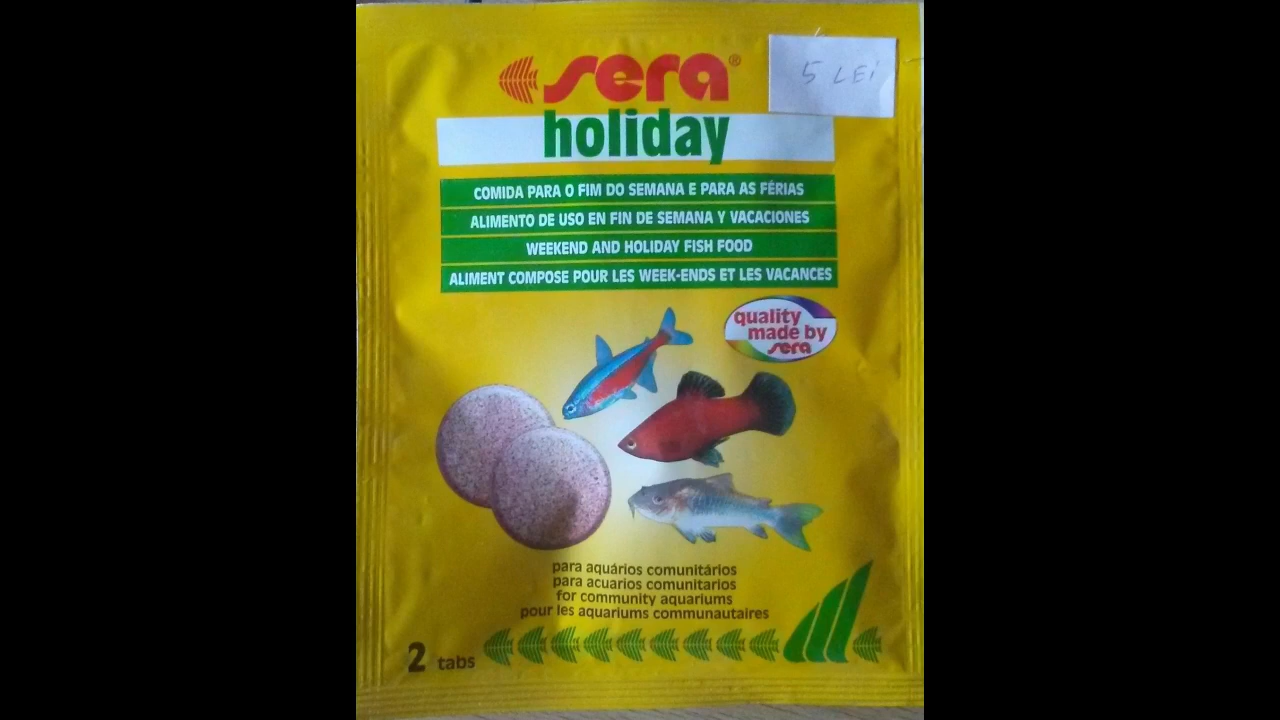 sera®
5 LEI
holiday
COMIDA PARA O FIM DO SEMANA E PARA AS FÉRIAS
ALIMENTO DE USO EN FIN DE SEMANA Y VACACIONES
WEEKEND AND HOLIDAY FISH FOOD
ALIMENT COMPOSE POUR LES WEEK-ENDS ET LES VACANCES
quality
made by
sera
para aquários comunitários
para acuarios comunitarios
for community aquariums
pour les aquariums communautaires
2 tabs